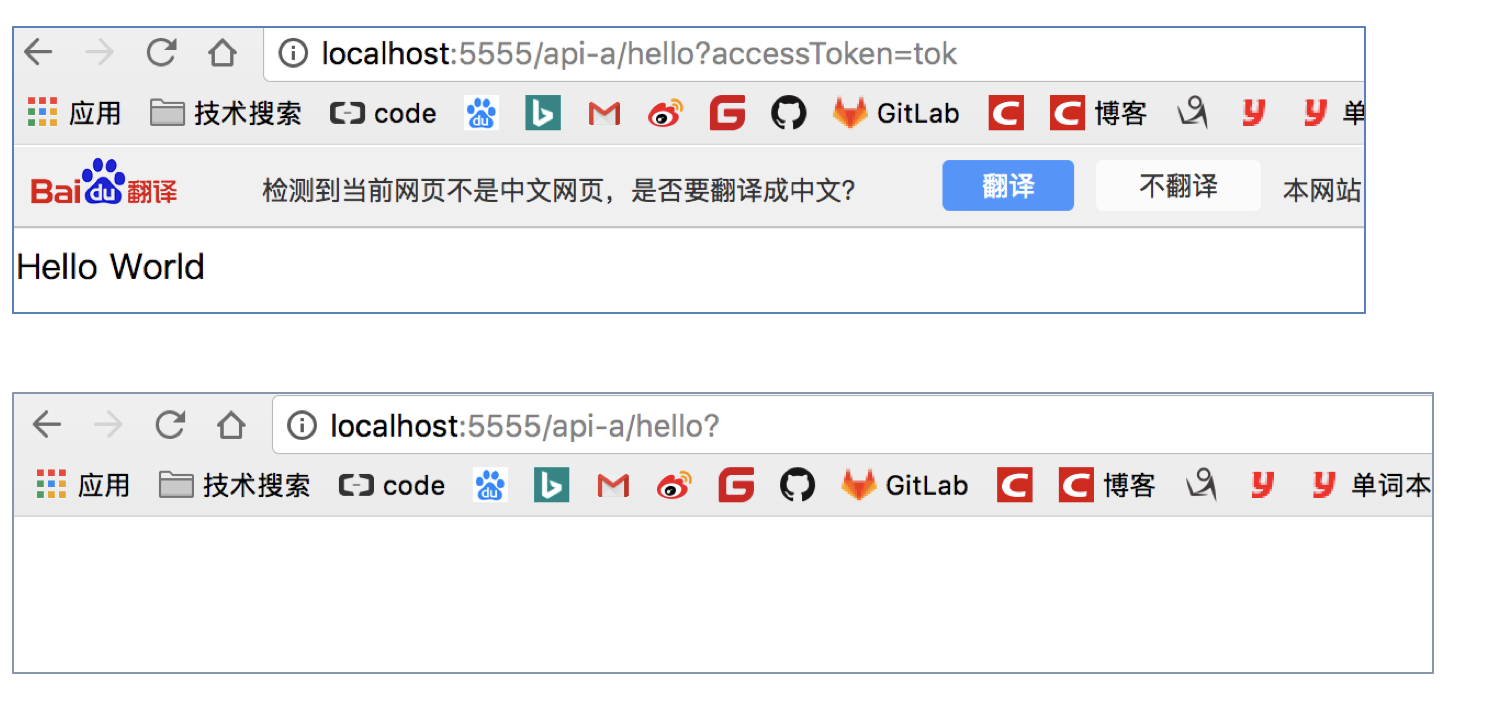 localhost:5555/api-a/hello?accessToken=tok
应用 技术搜索 code du GitLab 博客 单
Bai du 翻译 检测到当前网页不是中文网页，是否要翻译成中文? 翻译 不翻译 本网站
Hello World
localhost:5555/api-a/hello?
应用 技术搜索 code du GitLab 博客 单词本